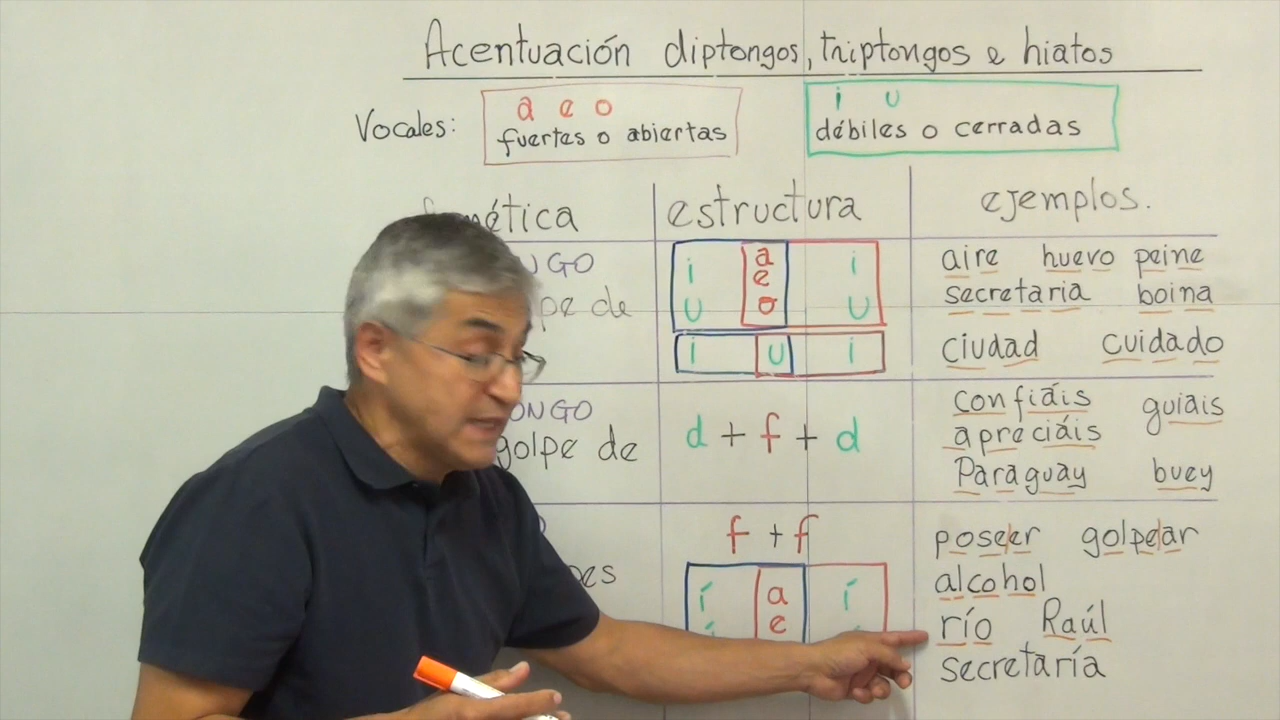 Acentuación diptongos, triptongos e hiatos
a e o i u
Vocales: fuertes o abiertas débiles o cerradas
estructura ejemplos.
i a i aire huevo peine
e
u o u secretaria boina
i u i ciudad cuidado
d + f + d confiáis guiais
golpe de apreciáis
Paraguay buey
f + f poseer golpear
í a í alcohol
e río Raúl
secretaría